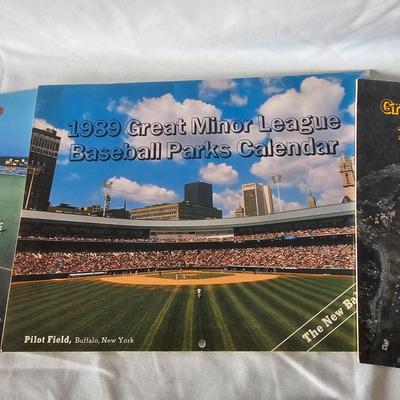 1989 Great Minor League
Baseball Parks Calendar
Pilot Field, Buffalo, New York
The New Ba
Gr